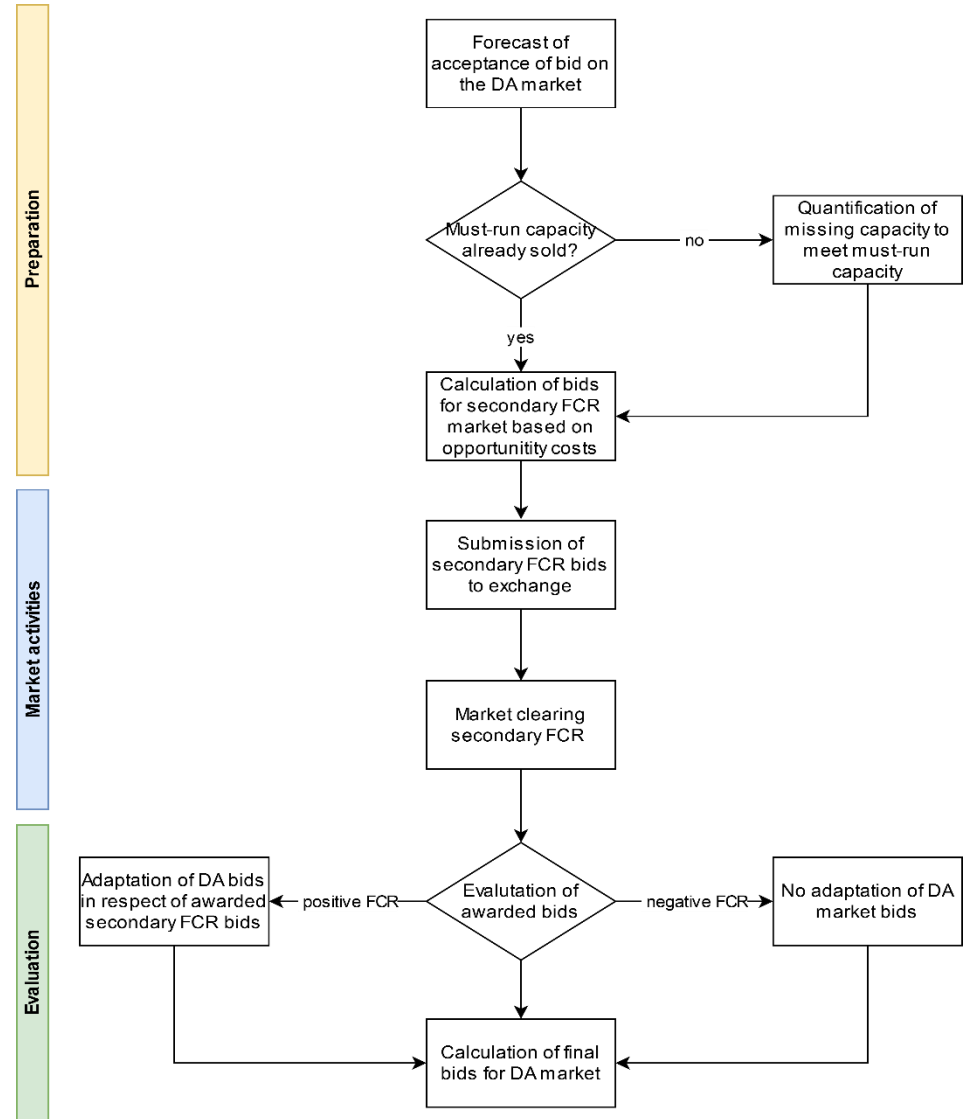 Preparation
Forecast of
acceptance of bid on
the DA market
Must-run capacity
already sold?
no
Quantification of
missing capacity to
meet must-run
capacity
yes
Calculation of bids
for secondary FCR
market based on
opportunitity costs
Market activities
Submission of
secondary FCR bids
to exchange
Market clearing
secondary FCR
Evaluation
Adaptation of DA bids
in respect of awarded
secondary FCR bids
positive FCR
Evalutation of
awarded bids
negative FCR
No adaptation of DA
market bids
Calculation of final
bids for DA market